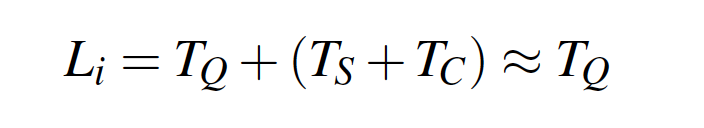 L_i = T_Q + (T_S + T_C) ≈ T_Q